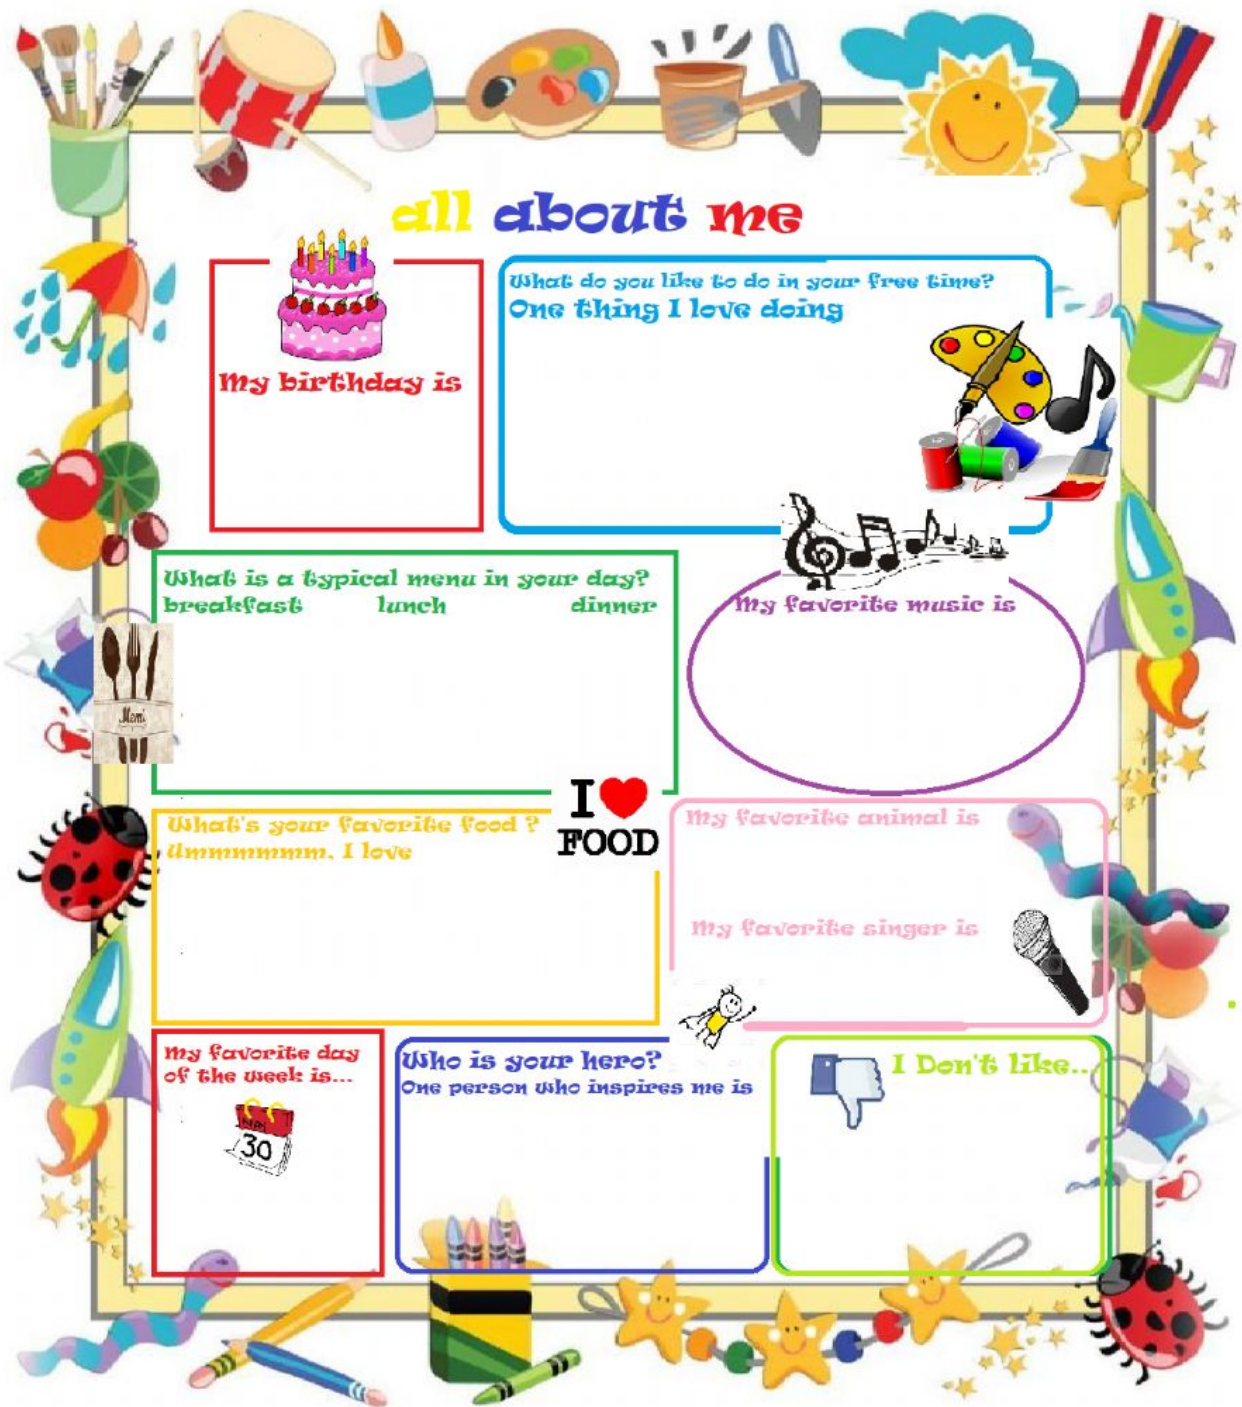 all about me
My birthday is
What do you like to do in your free time?
One thing I love doing
What is a typical menu in your day?
breakfast lunch dinner
Menu
My favorite music is
I ❤
FOOD
What's your favorite food ?
Ummmmmm, I love
My favorite animal is
My favorite singer is
My favorite day
of the week is...
30
Who is your hero?
One person who inspires me is
I Don't like..